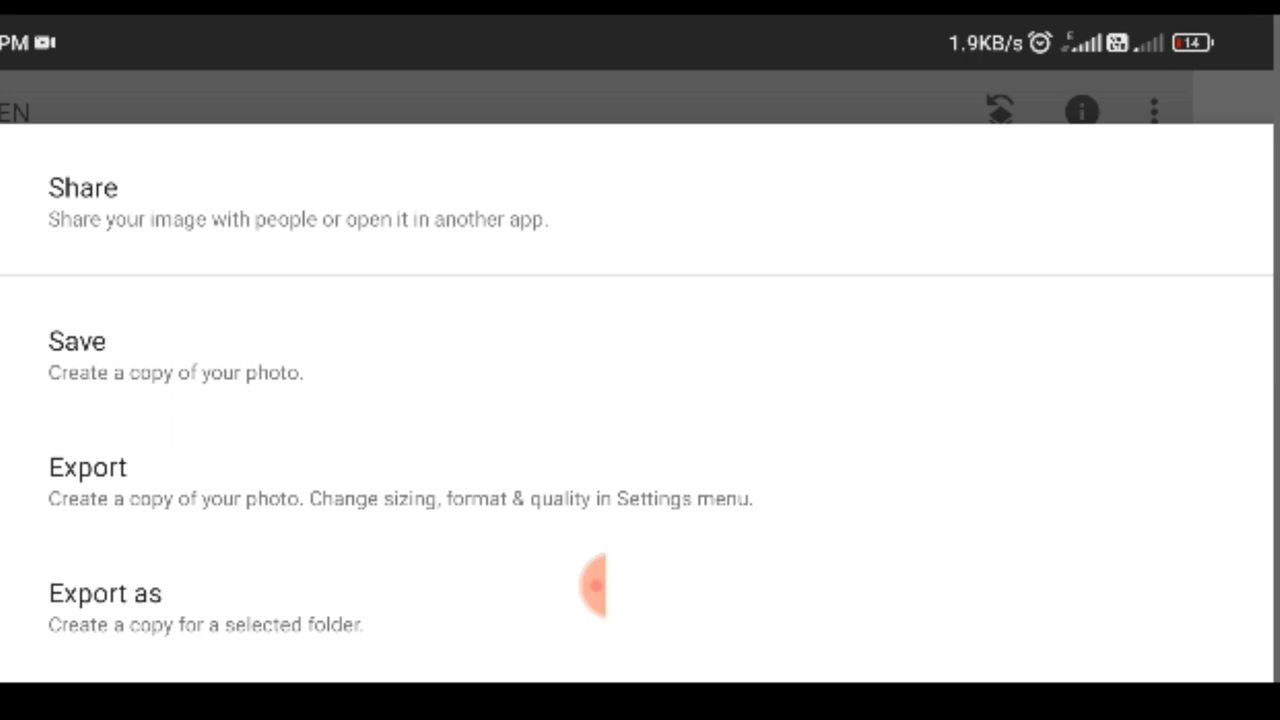 PM 1.9KB/s 14
EN
Share
Share your image with people or open it in another app.
Save
Create a copy of your photo.
Export
Create a copy of your photo. Change sizing, format & quality in Settings menu.
Export as
Create a copy for a selected folder.